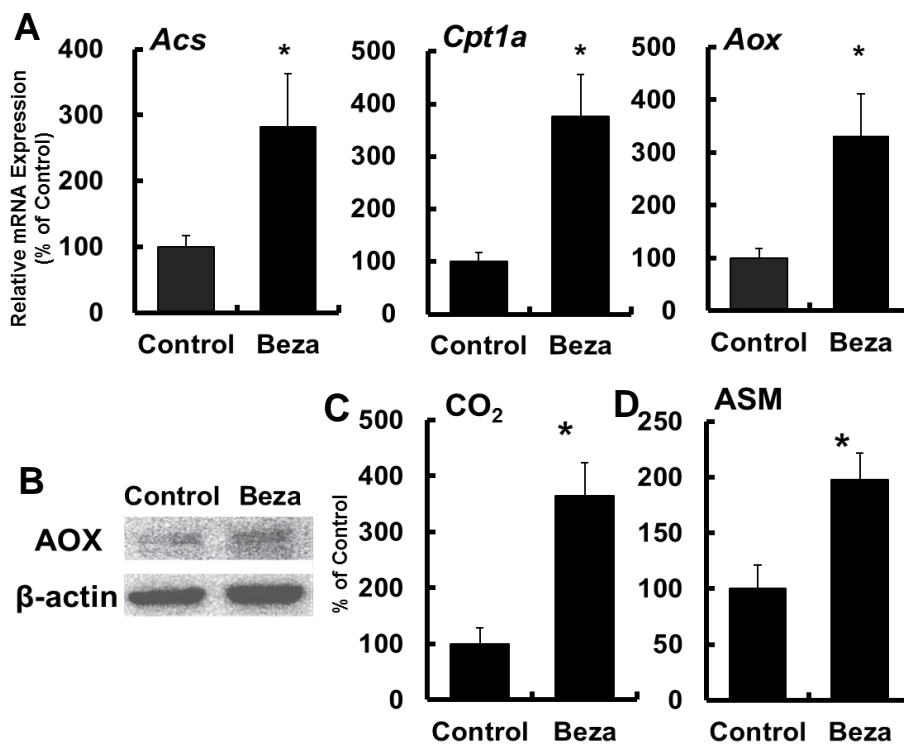 A
Acs
Cpt1a
Aox
Relative mRNA Expression
(% of Control)
400
300
200
100
0
*
Control Beza
500
400
300
200
100
0
*
Control Beza
500
400
300
200
100
0
*
Control Beza
B
Control Beza
AOX
β-actin
C
CO₂
% of Control
500
400
300
200
100
0
*
Control Beza
D
ASM
250
200
150
100
50
0
*
Control Beza